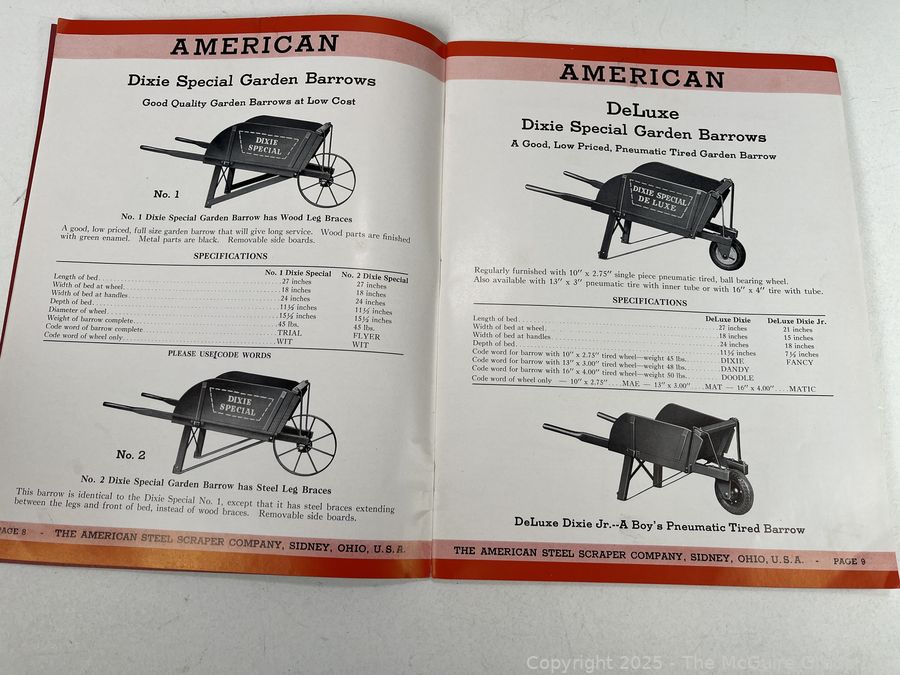 AMERICAN
Dixie Special Garden Barrows
Good Quality Garden Barrows at Low Cost
DIXIE
SPECIAL
No. 1
No. 1 Dixie Special Garden Barrow has Wood Leg Braces
A good, low priced, full size garden barrow that will give long service. Wood parts are finished
with green enamel. Metal parts are black. Removable side boards.
SPECIFICATIONS
No. 1 Dixie Special No. 2 Dixie Special
Length of bed 27 inches 27 inches
Width of bed at wheel 18 inches 18 inches
Width of bed at handles 24 inches 24 inches
Depth of bed 11½ inches 11½ inches
Diameter of wheel 15½ inches 15½ inches
Weight of barrow complete 45 lbs. 45 lbs.
Code word of barrow complete TRIAL FLYER
Code word of wheel only WIT WIT
PLEASE USE CODE WORDS
DIXIE
SPECIAL
No. 2
No. 2 Dixie Special Garden Barrow has Steel Leg Braces
This barrow is identical to the Dixie Special No. 1, except that it has steel braces extending
between the legs and front of bed, instead of wood braces. Removable side boards.
PAGE 8 - THE AMERICAN STEEL SCRAPER COMPANY, SIDNEY, OHIO, U.S.A.
AMERICAN
DeLuxe
Dixie Special Garden Barrows
A Good, Low Priced, Pneumatic Tired Garden Barrow
DIXIE SPECIAL
DE LUXE
Regularly furnished with 10" x 2.75" single piece pneumatic tired, ball bearing wheel.
Also available with 13" x 3" pneumatic tire with inner tube or with 16" x 4" tire with tube.
SPECIFICATIONS
DeLuxe Dixie DeLuxe Dixie Jr.
Length of bed 27 inches 21 inches
Width of bed at wheel 18 inches 15 inches
Width of bed at handles 24 inches 18 inches
Depth of bed 11½ inches 7½ inches
Code word for barrow with 10" x 2.75" tired wheel—weight 45 lbs. DIXIE FANCY
Code word for barrow with 13" x 3.00" tired wheel—weight 48 lbs. DANDY
Code word for barrow with 16" x 4.00" tired wheel—weight 50 lbs. DOODLE
Code word of wheel only — 10" x 2.75" .... MAE — 13" x 3.00" .... MAT — 16" x 4.00" .... MATIC
DeLuxe Dixie Jr.--A Boy's Pneumatic Tired Barrow
THE AMERICAN STEEL SCRAPER COMPANY, SIDNEY, OHIO, U.S.A. - PAGE 9
Copyright 2025 - The McGuire G